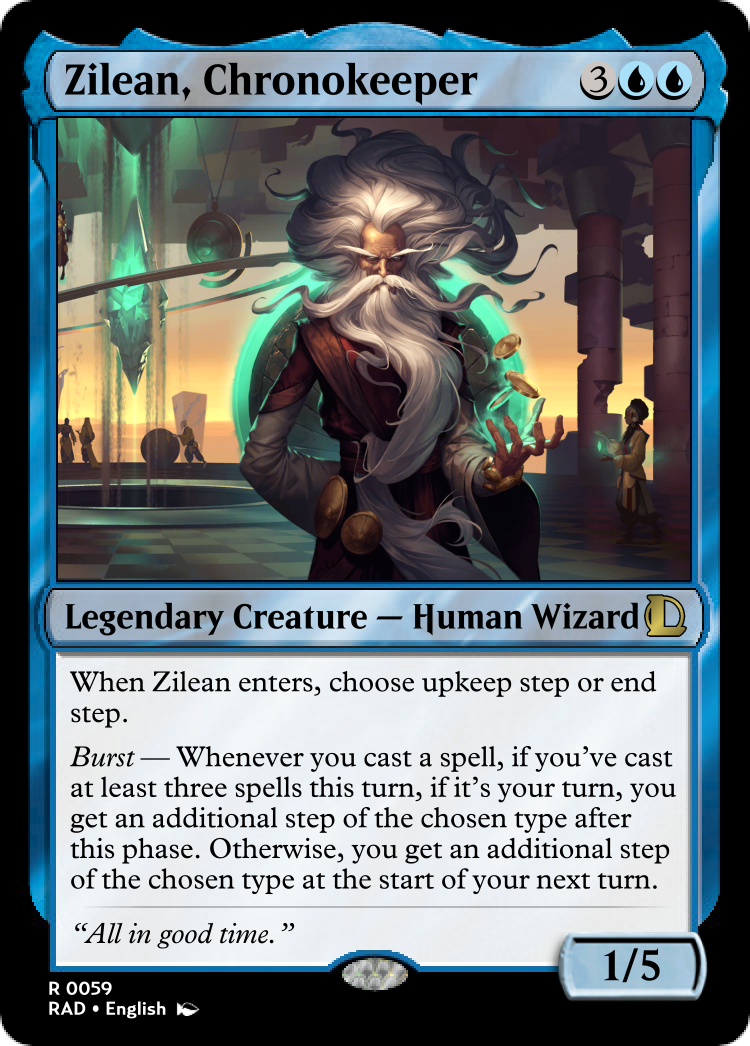 Zilean, Chronokeeper 3
Legendary Creature — Human Wizard
When Zilean enters, choose upkeep step or end
step.
Burst — Whenever you cast a spell, if you’ve cast
at least three spells this turn, if it’s your turn, you
get an additional step of the chosen type after
this phase. Otherwise, you get an additional step
of the chosen type at the start of your next turn.
“All in good time.”
1/5
R 0059
RAD • English